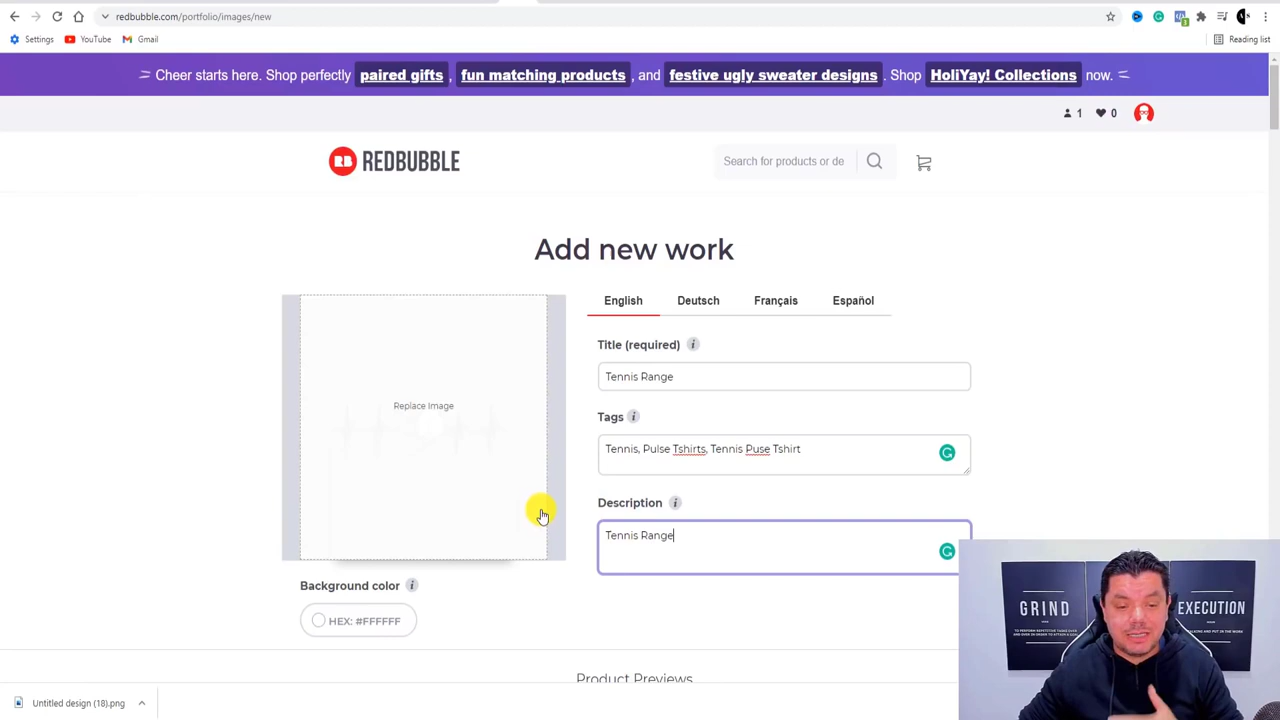 redbubble.com/portfolio/images/new
Settings
YouTube
Gmail
Reading list
Cheer starts here. Shop perfectly paired gifts , fun matching products, and festive ugly sweater designs. Shop HoliYay! Collections now.
1
0
RB REDBUBBLE
Search for products or de
Add new work
English
Deutsch
Français
Español
Title (required) i
Tennis Range
Replace Image
Tags i
Tennis, Pulse Tshirts, Tennis Puse Tshirt
Description i
Tennis Range
Background color i
HEX: #FFFFFF
GRIND
EXECUTION
Product Previews
Untitled design (18).png